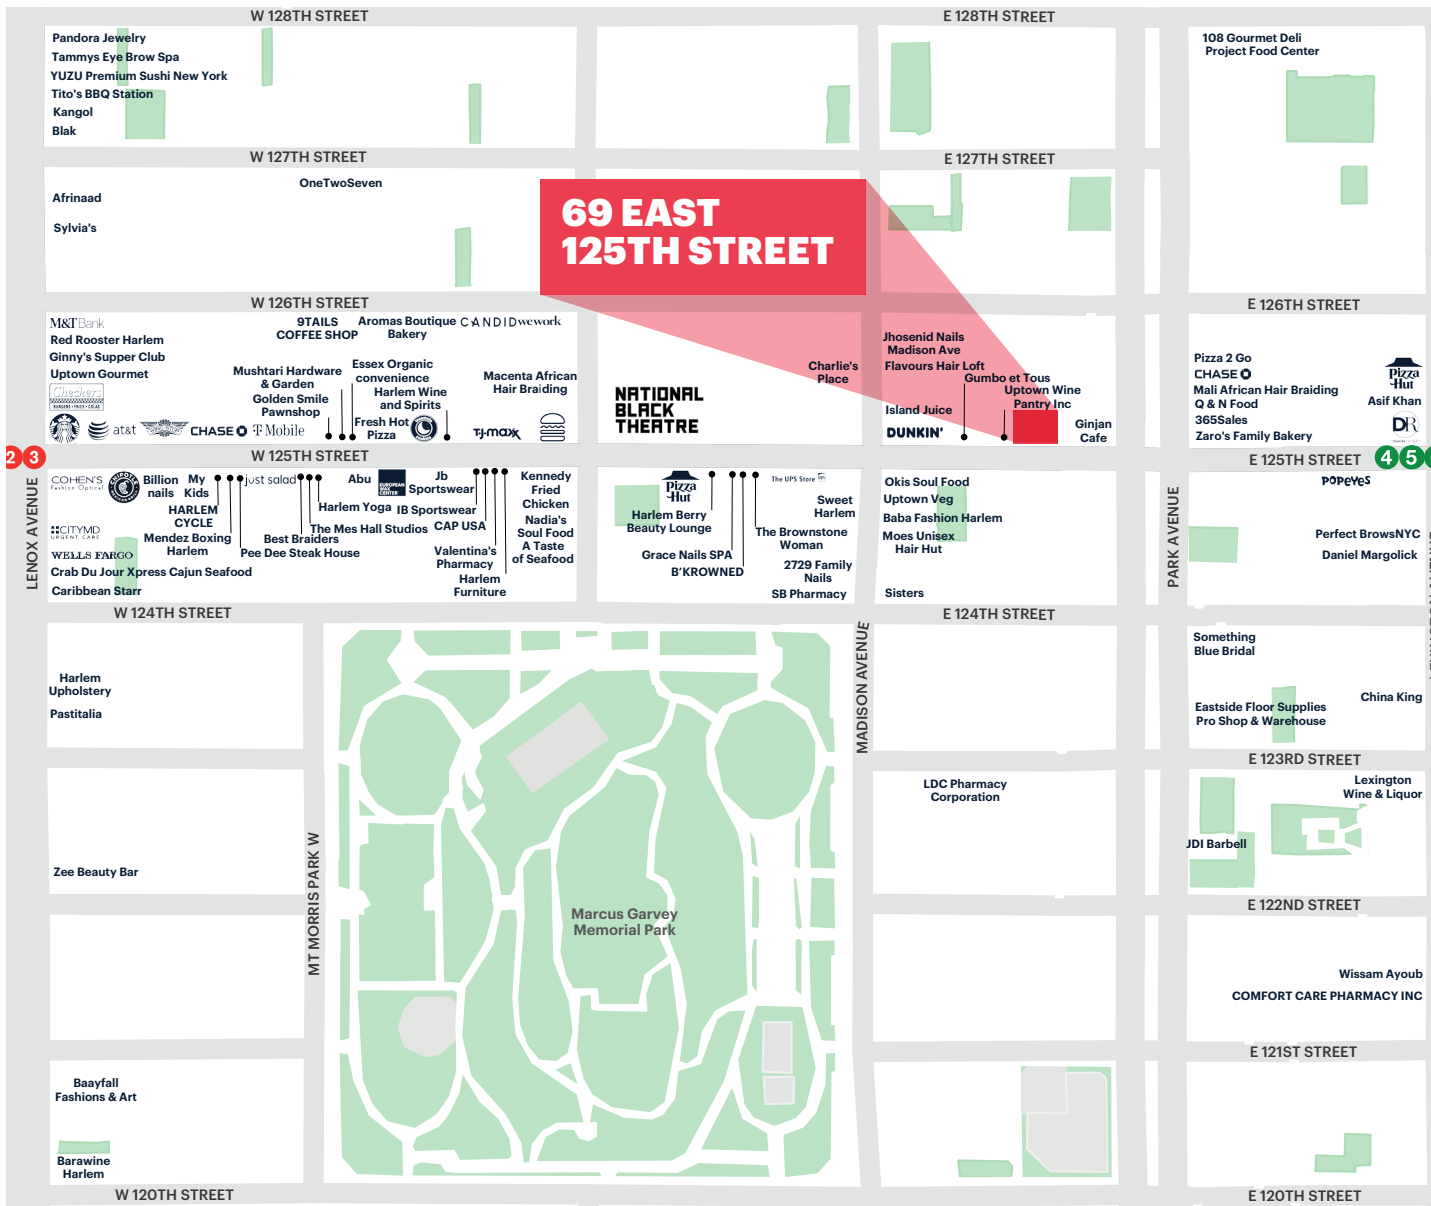 W 128TH STREET
E 128TH STREET
Pandora Jewelry
Tammys Eye Brow Spa
YUZU Premium Sushi New York
Tito's BBQ Station
Kangol
Blak
108 Gourmet Deli
Project Food Center
W 127TH STREET
E 127TH STREET
OneTwoSeven
Afrinaad
Sylvia's
69 EAST
125TH STREET
W 126TH STREET
E 126TH STREET
M&T Bank
Red Rooster Harlem
Ginny's Supper Club
Uptown Gourmet
Checkers
BURGERS • FRIES • COLAS
at&t
CHASE
T Mobile
9TAILS
COFFEE SHOP
Aromas Boutique
Bakery
CANDID
wework
Mushtari Hardware
& Garden
Golden Smile
Pawnshop
Essex Organic
convenience
Harlem Wine
and Spirits
Fresh Hot
Pizza
Macenta African
Hair Braiding
T.J.maxx
NATIONAL
BLACK
THEATRE
Charlie's
Place
Jhosenid Nails
Madison Ave
Flavours Hair Loft
Gumbo et Tous
Uptown Wine
Pantry Inc
Island Juice
DUNKIN'
Ginjan
Cafe
Pizza 2 Go
CHASE
Mali African Hair Braiding
Q & N Food
365Sales
Zaro's Family Bakery
Pizza
Hut
Asif Khan
DR
2 3
W 125TH STREET
E 125TH STREET
4 5
COHEN'S
Fashion Optical
CHIPOTLE
Billion
nails
My
Kids
just salad
HARLEM
CYCLE
Mendez Boxing
Harlem
CITYMD
URGENT CARE
WELLS FARGO
Crab Du Jour Xpress Cajun Seafood
Caribbean Starr
Best Braiders
Pee Dee Steak House
The Mes Hall Studios
Harlem Yoga
Abu
EUROPEAN
WAX
CENTER
Jb
Sportswear
IB Sportswear
CAP USA
Valentina's
Pharmacy
Harlem
Furniture
Kennedy
Fried
Chicken
Nadia's
Soul Food
A Taste
of Seafood
Pizza
Hut
Harlem Berry
Beauty Lounge
Grace Nails SPA
B'KROWNED
The UPS Store
Sweet
Harlem
The Brownstone
Woman
2729 Family
Nails
SB Pharmacy
Okis Soul Food
Uptown Veg
Baba Fashion Harlem
Moes Unisex
Hair Hut
Sisters
POPEYES
Perfect BrowsNYC
Daniel Margolick
LENOX AVENUE
PARK AVENUE
W 124TH STREET
E 124TH STREET
MADISON AVENUE
Harlem
Upholstery
Pastitalia
Something
Blue Bridal
China King
Eastside Floor Supplies
Pro Shop & Warehouse
E 123RD STREET
LDC Pharmacy
Corporation
Lexington
Wine & Liquor
JDI Barbell
Zee Beauty Bar
MT MORRIS PARK W
Marcus Garvey
Memorial Park
E 122ND STREET
Wissam Ayoub
COMFORT CARE PHARMACY INC
E 121ST STREET
Baayfall
Fashions & Art
Barawine
Harlem
W 120TH STREET
E 120TH STREET